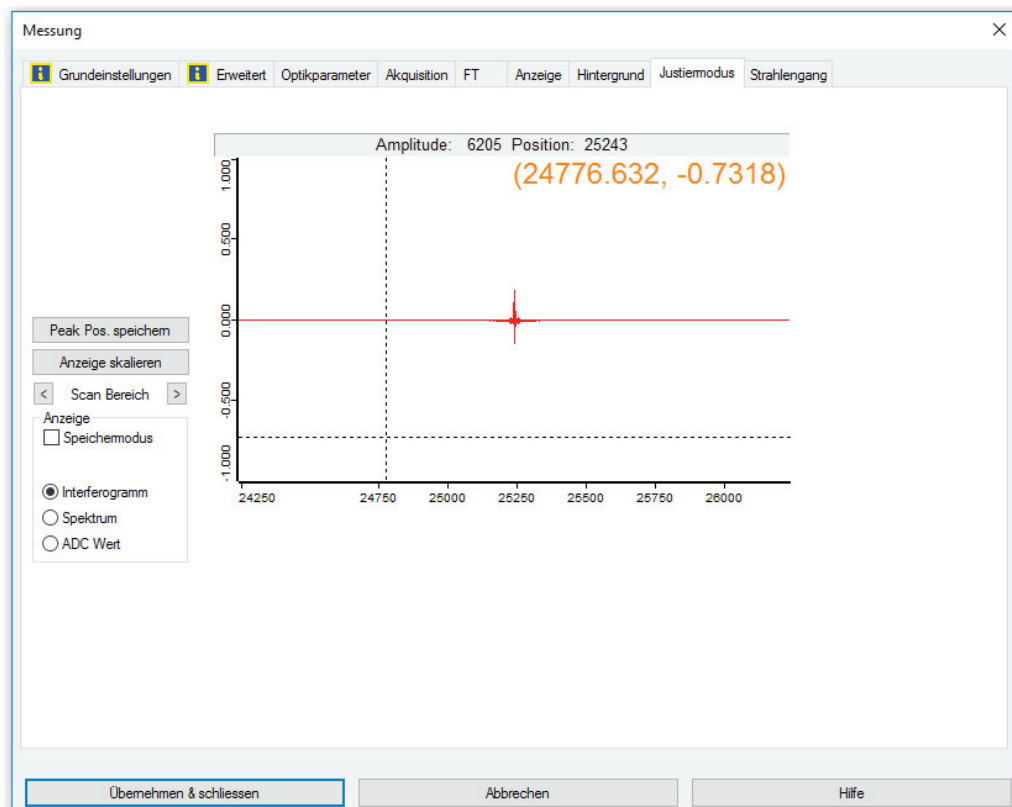 Messung
Grundeinstellungen Erweitert Optikparameter Akquisition FT Anzeige Hintergrund Justiermodus Strahlengang
Amplitude: 6205 Position: 25243
(24776.632, -0.7318)
1.000
0.500
0.000
-0.500
-1.000
24250 24750 25000 25250 25500 25750 26000
Peak Pos. speichern
Anzeige skalieren
< Scan Bereich >
Anzeige
Speichermodus
Interferogramm
Spektrum
ADC Wert
Übernehmen & schliessen Abbrechen Hilfe